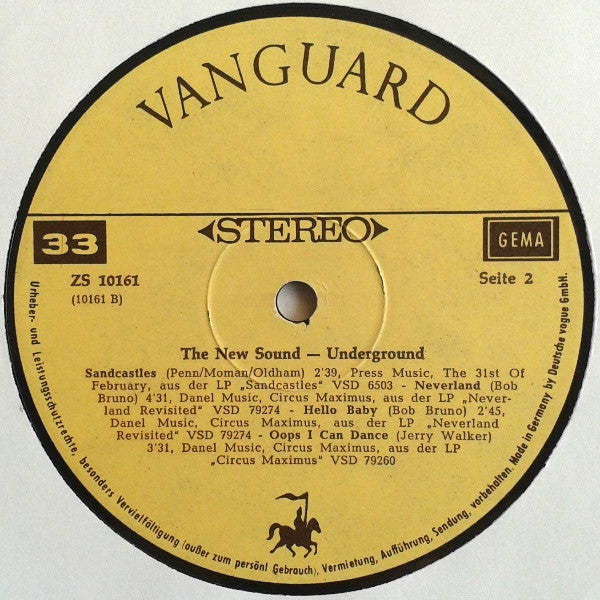 VANGUARD
33
STEREO
GEMA
ZS 10161
(10161 B)
Seite 2
The New Sound — Underground
Sandcastles (Penn/Moman/Oldham) 2'39, Press Music, The 31st Of
February, aus der LP „Sandcastles" VSD 6503 - Neverland (Bob
Bruno) 4'31, Danel Music, Circus Maximus, aus der LP „Never-
land Revisited" VSD 79274 - Hello Baby (Bob Bruno) 2'45,
Danel Music, Circus Maximus, aus der LP „Neverland
Revisited" VSD 79274 - Oops I Can Dance (Jerry Walker)
3'31, Danel Music, Circus Maximus, aus der LP
„Circus Maximus" VSD 79260
Urheber- und Leistungsschutzrechte, besonders Vervielfältigung (außer zum persönl Gebrauch), Vermietung, Aufführung, Sendung, vorbehalten. Made in Germany by Deutsche vogue GmbH.